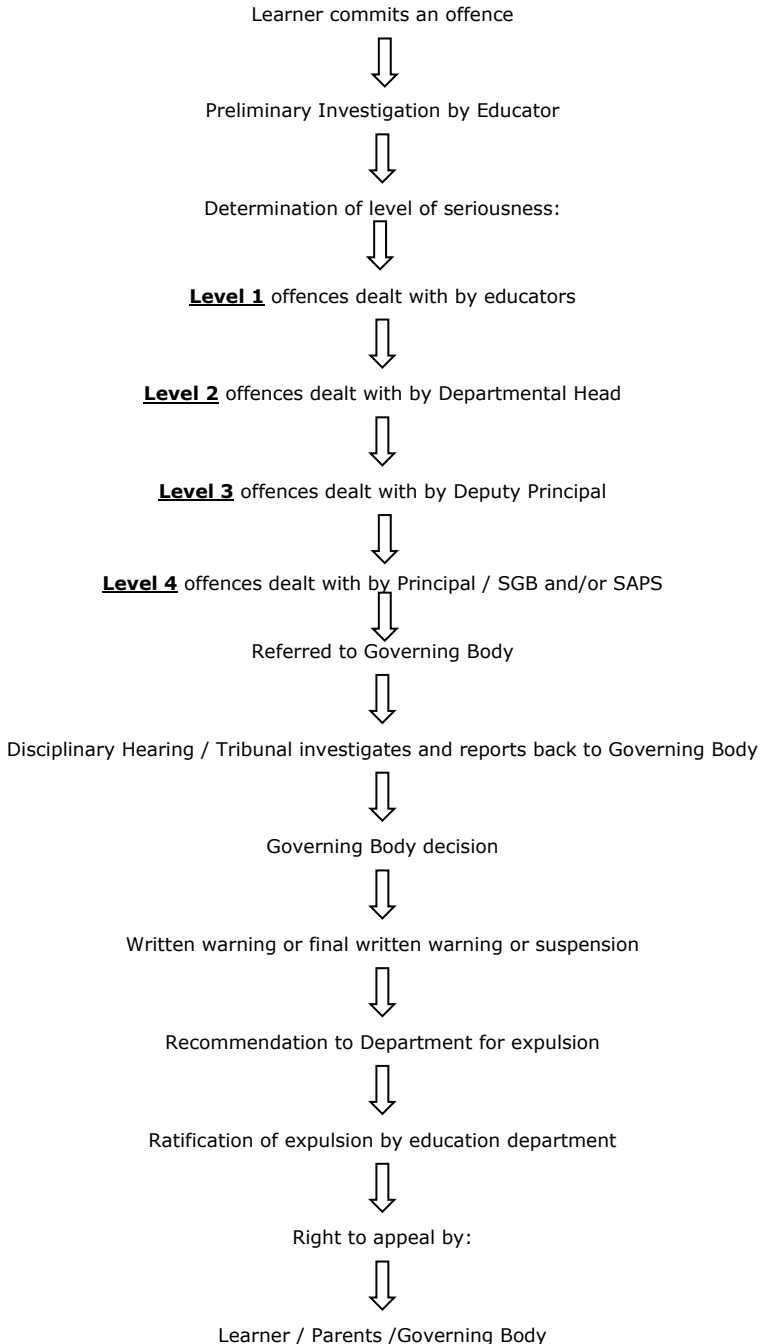 Learner commits an offence
Preliminary Investigation by Educator
Determination of level of seriousness:
Level 1 offences dealt with by educators
Level 2 offences dealt with by Departmental Head
Level 3 offences dealt with by Deputy Principal
Level 4 offences dealt with by Principal / SGB and/or SAPS
Referred to Governing Body
Disciplinary Hearing / Tribunal investigates and reports back to Governing Body
Governing Body decision
Written warning or final written warning or suspension
Recommendation to Department for expulsion
Ratification of expulsion by education department
Right to appeal by:
Learner / Parents /Governing Body